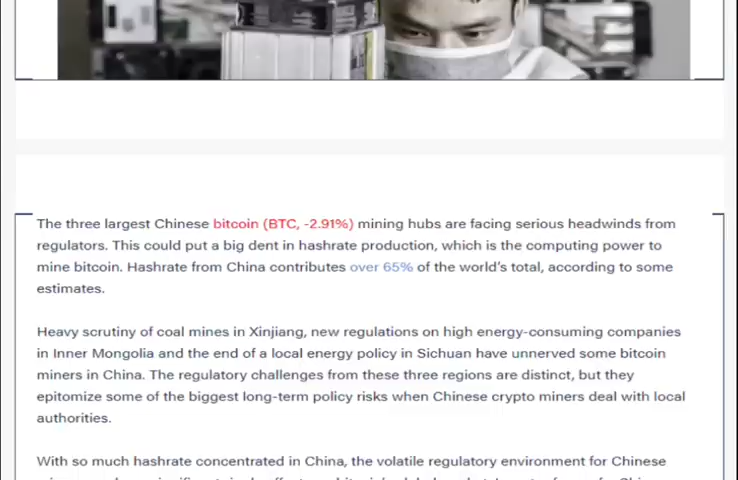 The three largest Chinese bitcoin (BTC, -2.91%) mining hubs are facing serious headwinds from
regulators. This could put a big dent in hashrate production, which is the computing power to
mine bitcoin. Hashrate from China contributes over 65% of the world's total, according to some
estimates.
Heavy scrutiny of coal mines in Xinjiang, new regulations on high energy-consuming companies
in Inner Mongolia and the end of a local energy policy in Sichuan have unnerved some bitcoin
miners in China. The regulatory challenges from these three regions are distinct, but they
epitomize some of the biggest long-term policy risks when Chinese crypto miners deal with local
authorities.
With so much hashrate concentrated in China, the volatile regulatory environment for Chinese